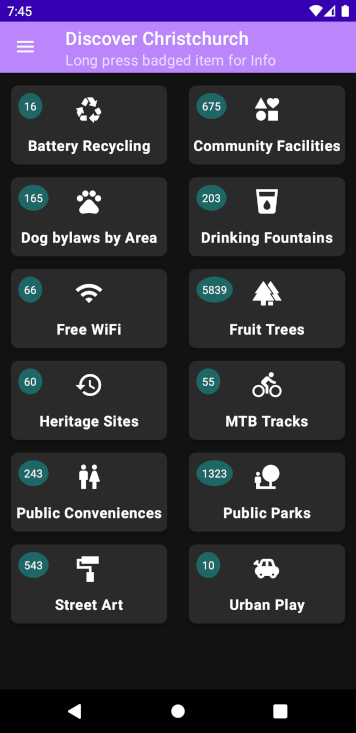 7:45
Discover Christchurch
Long press badged item for Info
16
Battery Recycling
675
Community Facilities
165
Dog bylaws by Area
203
Drinking Fountains
66
Free WiFi
5839
Fruit Trees
60
Heritage Sites
55
MTB Tracks
243
Public Conveniences
1323
Public Parks
543
Street Art
10
Urban Play